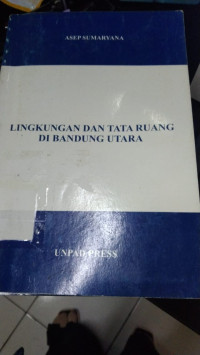 ASEP SUMARYANA
LINGKUNGAN DAN TATA RUANG
DI BANDUNG UTARA
UNPAD PRESS